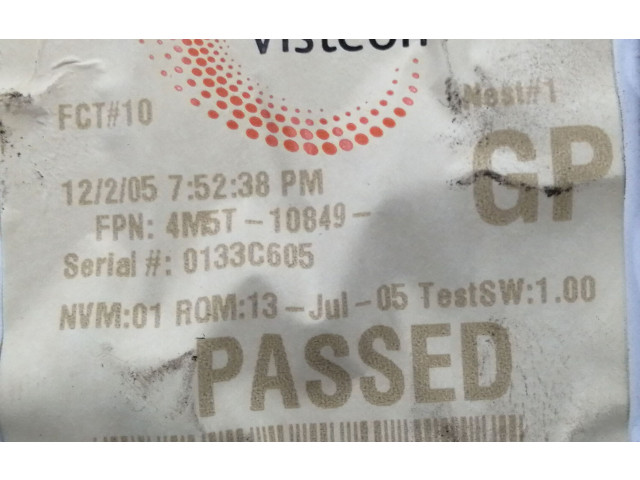 Visteon
FCT#10 Nest#1
GP
12/2/05 7:52:38 PM
FPN: 4M5T-10849-
Serial #: 0133C605
NVM:01 ROM:13-Jul-05 TestSW:1.00
PASSED